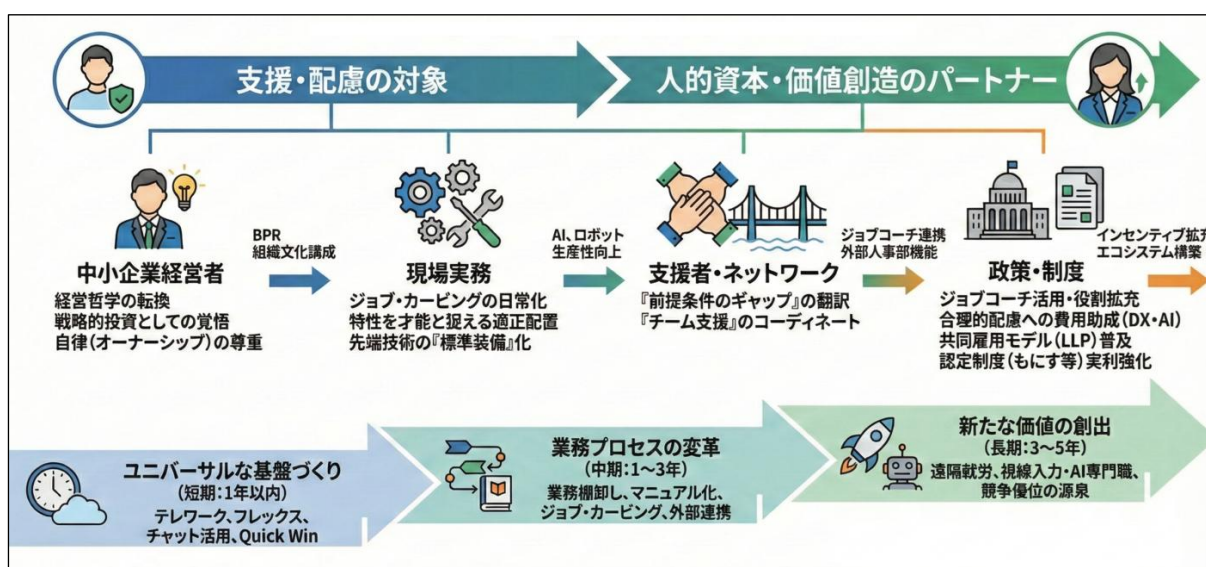 支援・配慮の対象
人的資本・価値創造のパートナー
中小企業経営者
経営哲学の転換
戦略的投資としての覚悟
自律(オーナーシップ)の尊重
BPR
組織文化講成
現場実務
ジョブ・カービングの日常化
特性を才能と捉える適正配置
先端技術の『標準装備』化
AI、ロボット
生産性向上
支援者・ネットワーク
『前提条件のギャップ』の翻訳
『チーム支援』のコーディネート
ジョブコーチ連携
外部人事部機能
政策・制度
ジョブコーチ活用・役割拡充
合理的配慮への費用助成(DX・AI)
共同雇用モデル(LLP)普及
認定制度(もにす等)実利強化
インセンティブ拡充
エコシステム構築
ユニバーサルな基盤づくり
(短期:1年以内)
テレワーク、フレックス、
チャット活用、Quick Win
業務プロセスの変革
(中期:1〜3年)
業務棚卸し、マニュアル化、
ジョブ・カービング、外部連携
新たな価値の創出
(長期:3〜5年)
遠隔就労、視線入力・AI専門職、
競争優位の源泉